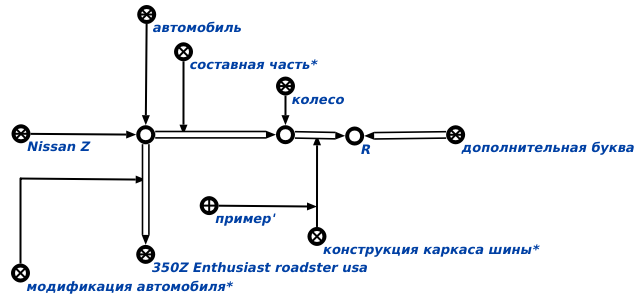 автомобиль
составная часть*
колесо
Nissan Z
R
дополнительная буква
пример'
конструкция каркаса шины*
350Z Enthusiast roadster usa
модификация автомобиля*